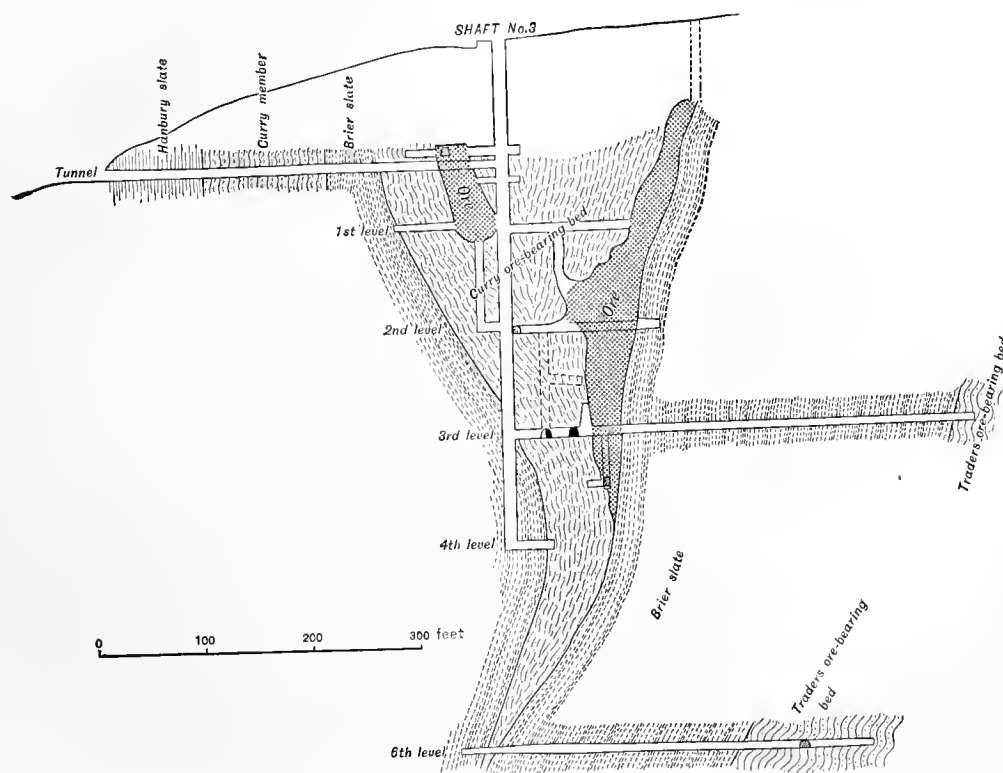 SHAFT No.3
Hanbury slate
Curry member
Brier slate
Tunnel
Ore
1st level
Curry ore-bearing bed
2nd level
Ore
3rd level
Traders ore-bearing bed
4th level
Brier slate
0 100 200 300 feet
Traders ore-bearing
bed
6th level